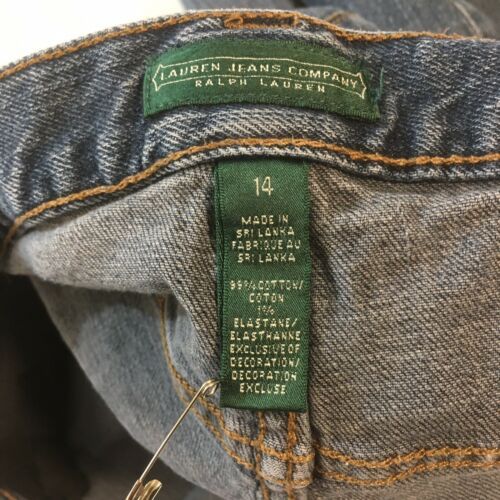 LAUREN JEANS COMPANY
RALPH LAUREN
14
MADE IN
SRI LANKA
FABRIQUE AU
SRI LANKA
99% COTTON/
COTON
1%
ELASTANE/
ELASTHANNE
EXCLUSIVE OF
DECORATION/
DECORATION
EXCLUSE